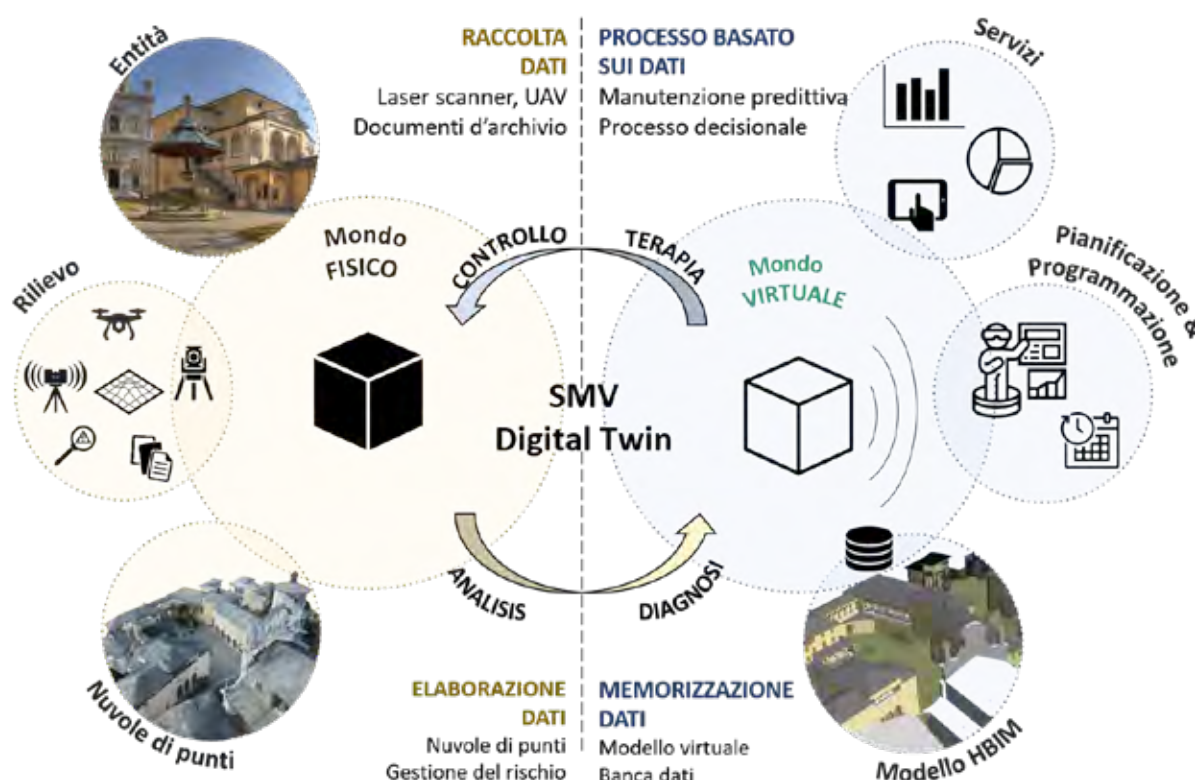 Entità
RACCOLTA
DATI
Laser scanner, UAV
Documenti d'archivio
PROCESSO BASATO
SUI DATI
Manutenzione predittiva
Processo decisionale
Servizi
Mondo
FISICO
CONTROLLO
TERAPIA
Mondo
VIRTUALE
Pianificazione &
Programmazione
Rilievo
SMV
Digital Twin
ANALISIS
DIAGNOSI
Nuvole di punti
ELABORAZIONE
DATI
Nuvole di punti
Gestione del rischio
MEMORIZZAZIONE
DATI
Modello virtuale
Banca dati
Modello HBIM